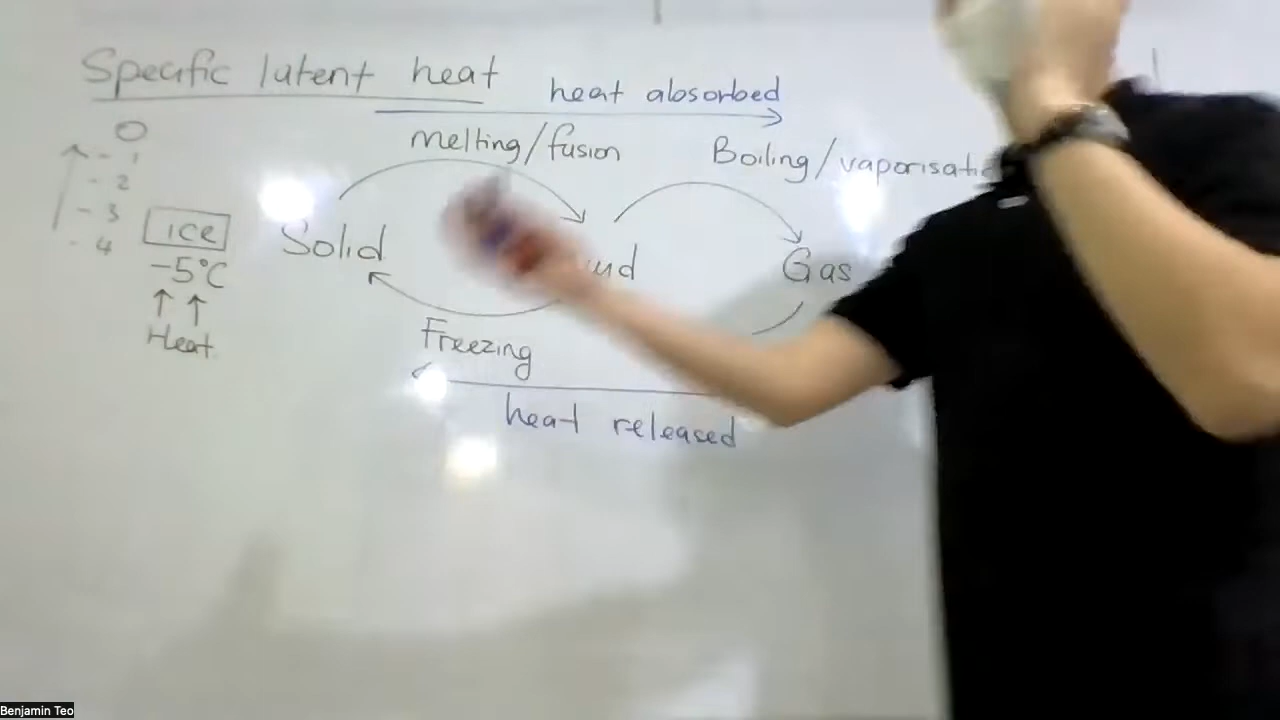 Specific latent heat
heat absorbed
melting/fusion
Boiling/vaporisatio
0
- 1
- 2
- 3
- 4
ice
-5°C
Heat
Solid
Gas
Freezing
heat released
Benjamin Teo